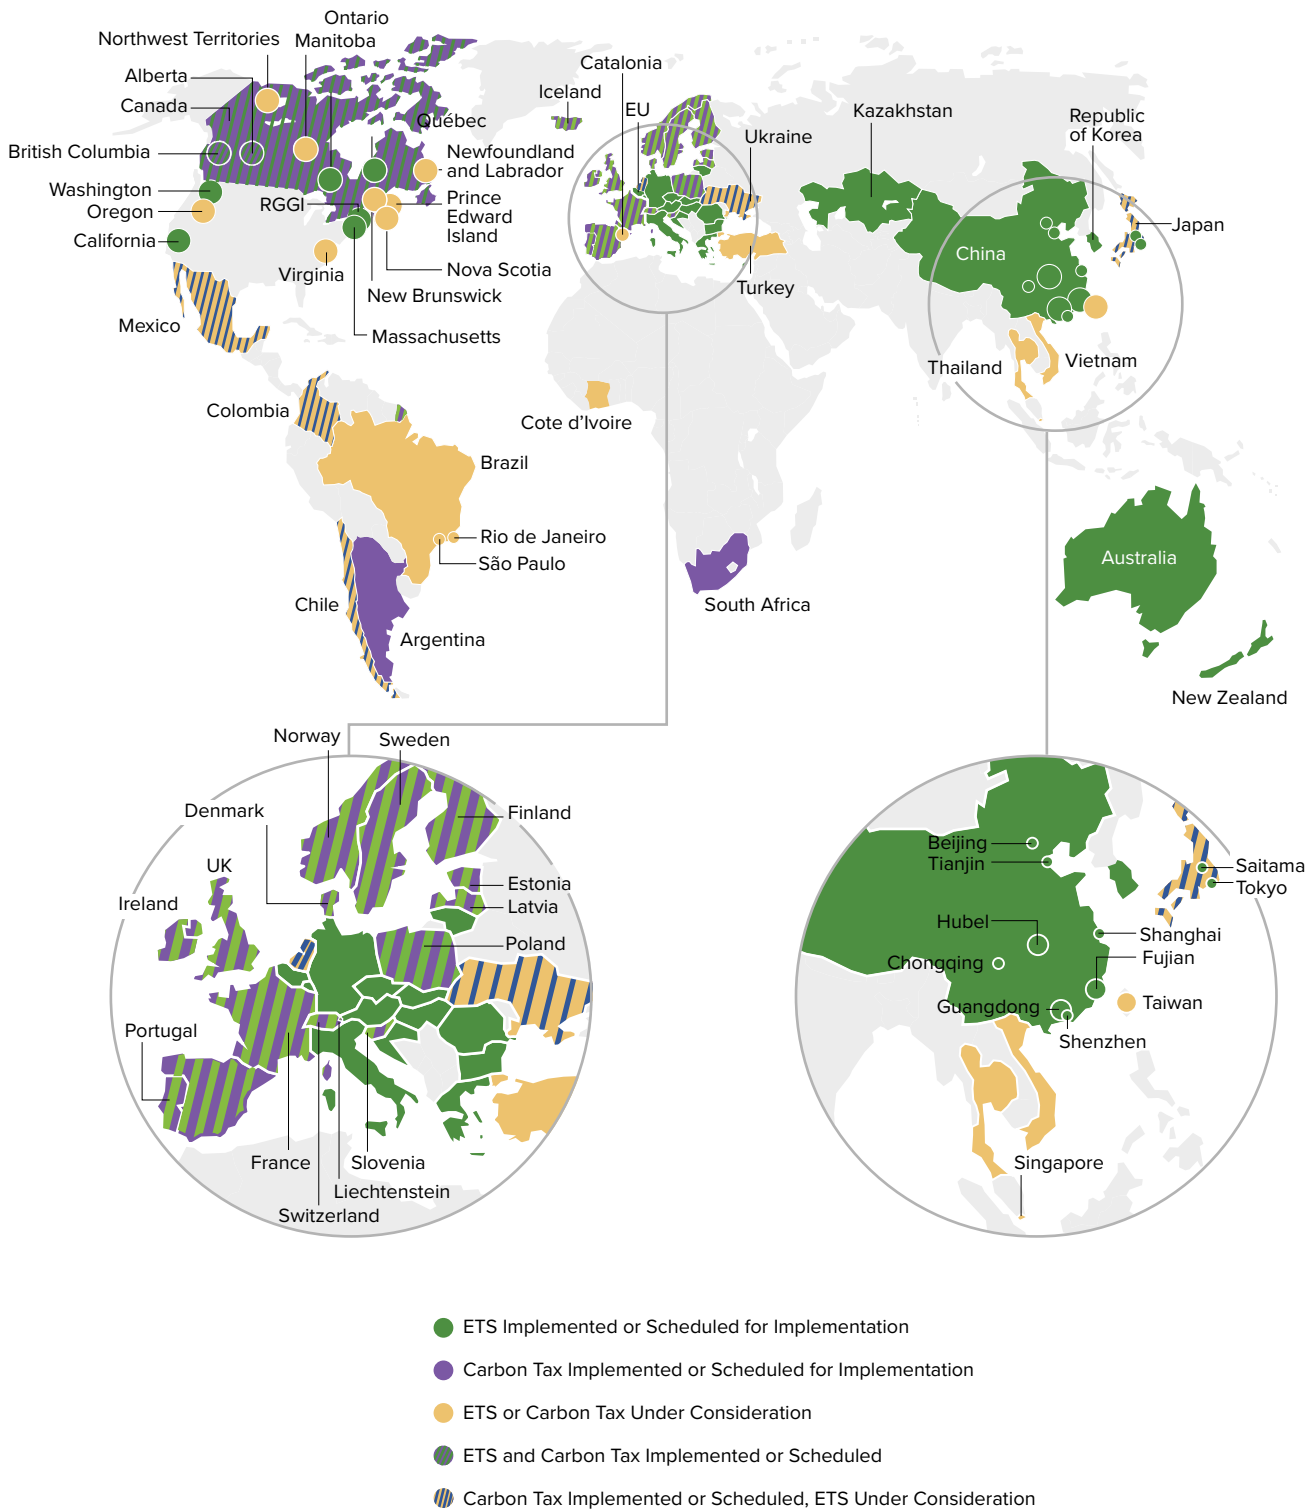 Ontario
Northwest Territories
Manitoba
Alberta
Canada
British Columbia
Washington
Oregon
California
Québec
Newfoundland
and Labrador
RGGI
Prince
Edward
Island
Virginia
Nova Scotia
New Brunswick
Massachusetts
Mexico
Catalonia
Iceland
EU
Ukraine
Kazakhstan
Republic
of Korea
China
Japan
Turkey
Thailand
Vietnam
Colombia
Cote d’Ivoire
Brazil
Rio de Janeiro
São Paulo
Chile
Argentina
South Africa
Australia
New Zealand
Norway
Sweden
Denmark
Finland
UK
Ireland
Estonia
Latvia
Poland
Portugal
France
Slovenia
Liechtenstein
Switzerland
Beijing
Tianjin
Saitama
Tokyo
Hubel
Shanghai
Fujian
Chongqing
Guangdong
Taiwan
Shenzhen
Singapore
ETS Implemented or Scheduled for Implementation
Carbon Tax Implemented or Scheduled for Implementation
ETS or Carbon Tax Under Consideration
ETS and Carbon Tax Implemented or Scheduled
Carbon Tax Implemented or Scheduled, ETS Under Consideration